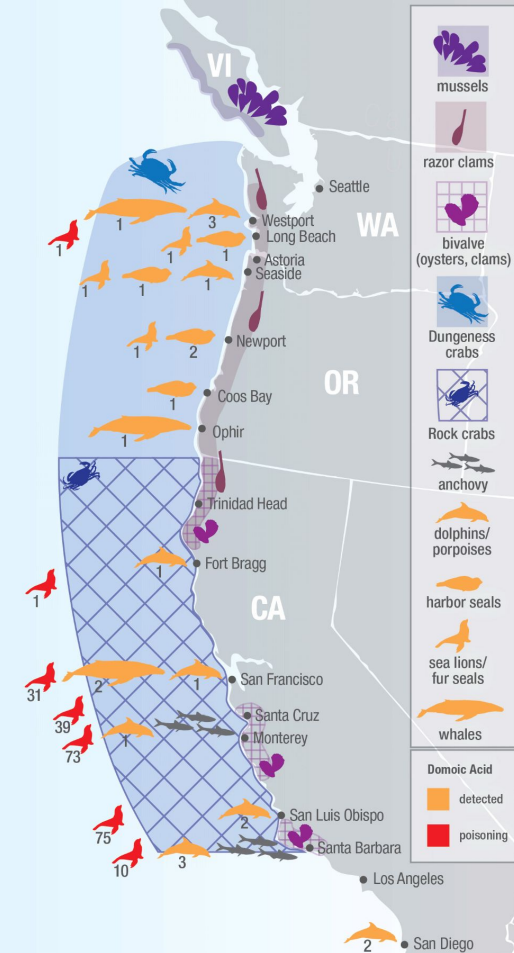 VI
mussels
razor clams
Seattle
WA
1
3
Westport
1
1
1
Long Beach
bivalve
(oysters, clams)
Astoria
1
1
1
Seaside
Dungeness
crabs
1
2
Newport
OR
1
Coos Bay
1
Ophir
Rock crabs
anchovy
Trinidad Head
dolphins/
porpoises
1
Fort Bragg
1
harbor seals
CA
sea lions/
fur seals
31
2
1
San Francisco
39
Santa Cruz
whales
73
1
Monterey
Domoic Acid
detected
poisoning
75
2
San Luis Obispo
10
3
Santa Barbara
Los Angeles
2
San Diego